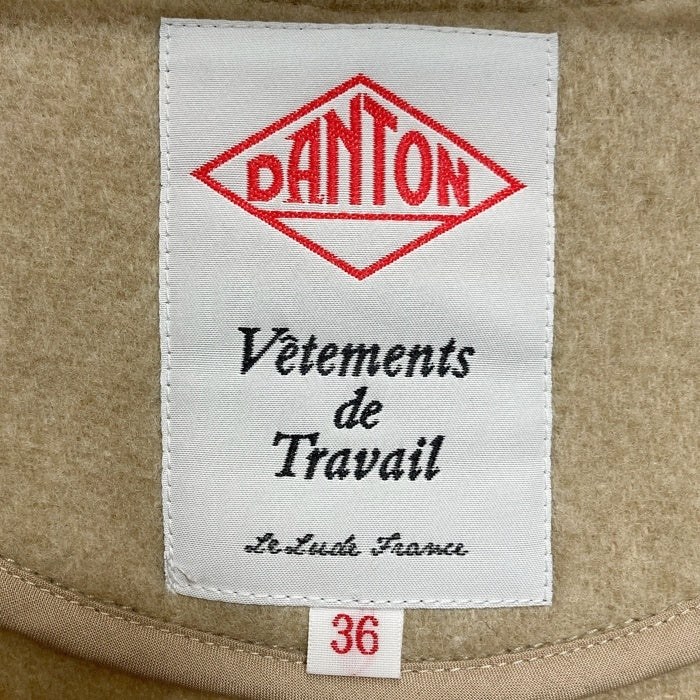 DANTON
Vêtements
de
Travail
Le Lude France
36